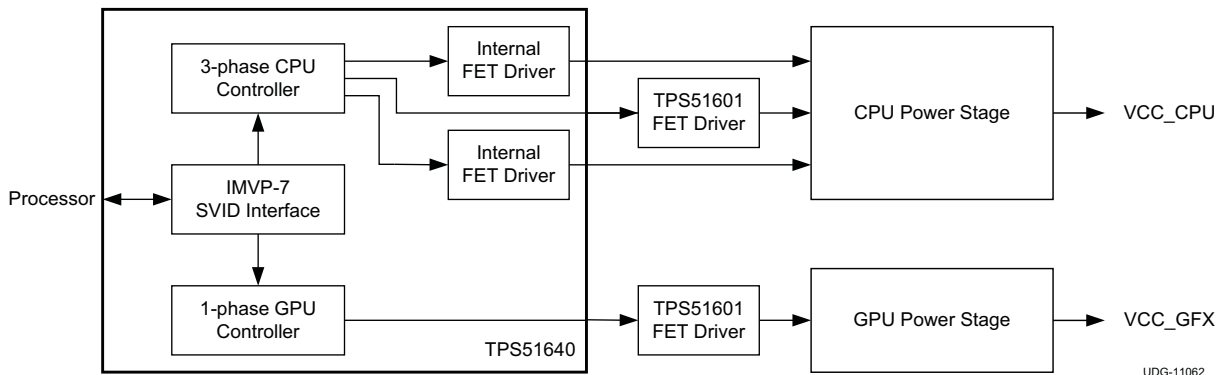 Internal
FET Driver
3-phase CPU
Controller
TPS51601
FET Driver
CPU Power Stage
VCC_CPU
Internal
FET Driver
Processor
IMVP-7
SVID Interface
1-phase GPU
Controller
TPS51601
FET Driver
GPU Power Stage
VCC_GFX
TPS51640
UDG-11062